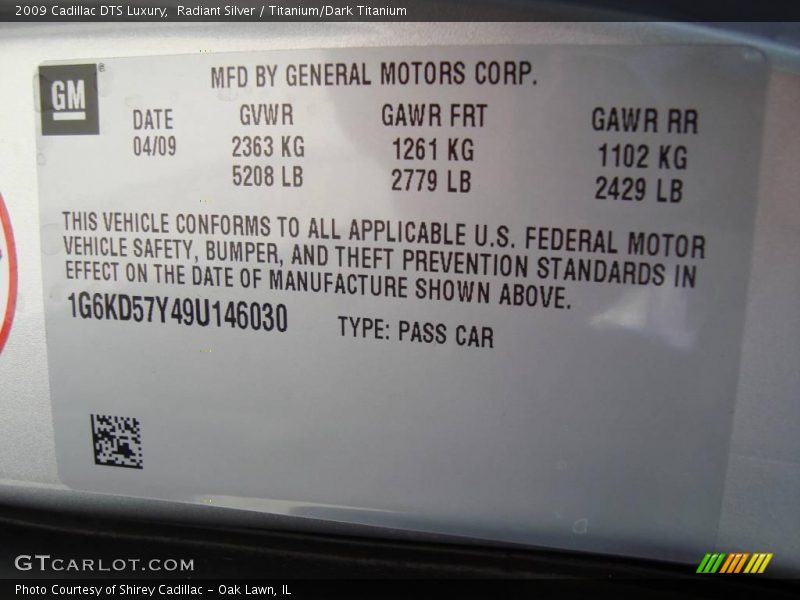 2009 Cadillac DTS Luxury,  Radiant Silver / Titanium/Dark Titanium
GM®
MFD BY GENERAL MOTORS CORP.
DATE GVWR GAWR FRT GAWR RR
04/09 2363 KG 1261 KG 1102 KG
5208 LB 2779 LB 2429 LB
THIS VEHICLE CONFORMS TO ALL APPLICABLE U.S. FEDERAL MOTOR
VEHICLE SAFETY, BUMPER, AND THEFT PREVENTION STANDARDS IN
EFFECT ON THE DATE OF MANUFACTURE SHOWN ABOVE.
1G6KD57Y49U146030 TYPE: PASS CAR
GTCARLOT.COM
Photo Courtesy of Shirey Cadillac – Oak Lawn, IL